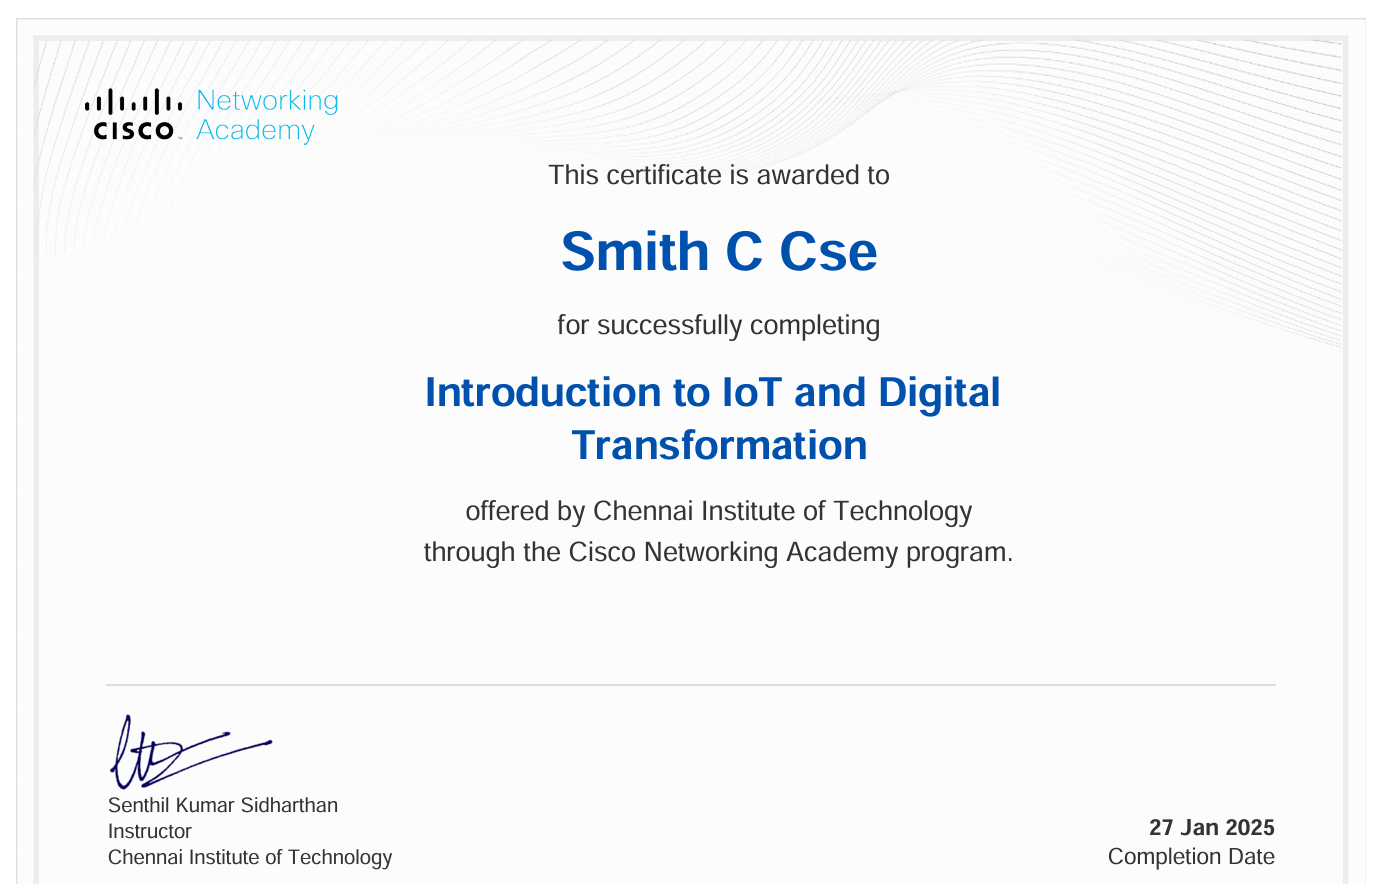 CISCO Networking
Academy
This certificate is awarded to
Smith C Cse
for successfully completing
Introduction to IoT and Digital
Transformation
offered by Chennai Institute of Technology
through the Cisco Networking Academy program.
Senthil Kumar Sidharthan
Instructor
Chennai Institute of Technology
27 Jan 2025
Completion Date